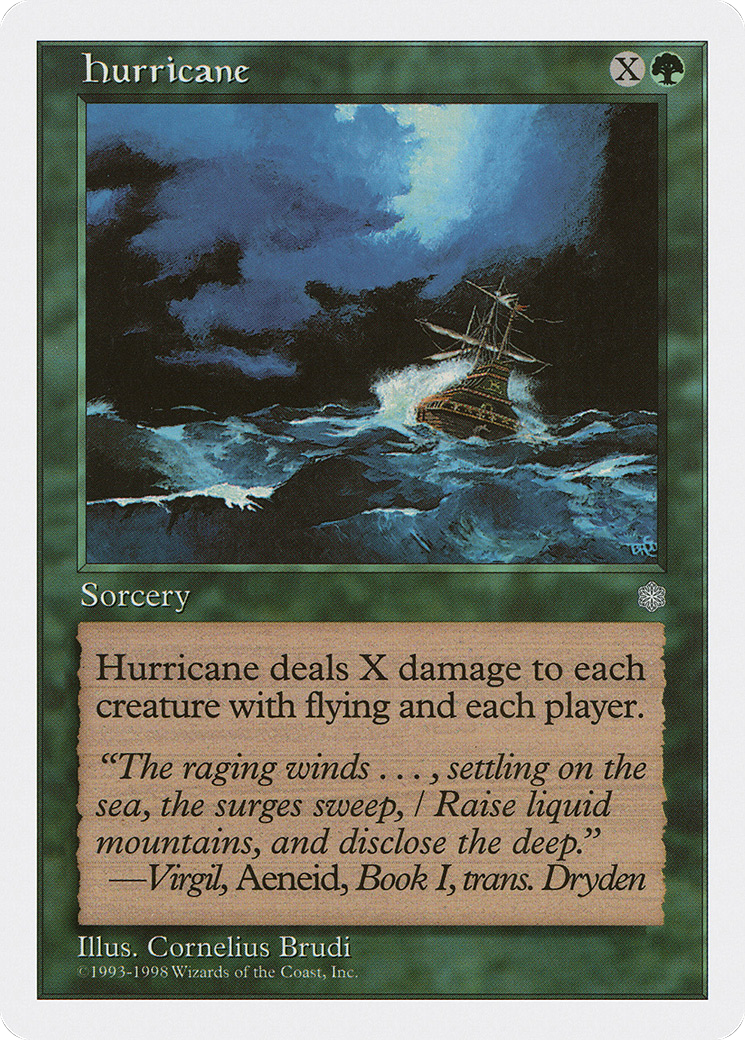 Hurricane X
Sorcery
Hurricane deals X damage to each
creature with flying and each player.
“The raging winds . . . , settling on the
sea, the surges sweep, / Raise liquid
mountains, and disclose the deep.”
—Virgil, Aeneid, Book I, trans. Dryden
Illus. Cornelius Brudi
©1993-1998 Wizards of the Coast, Inc.